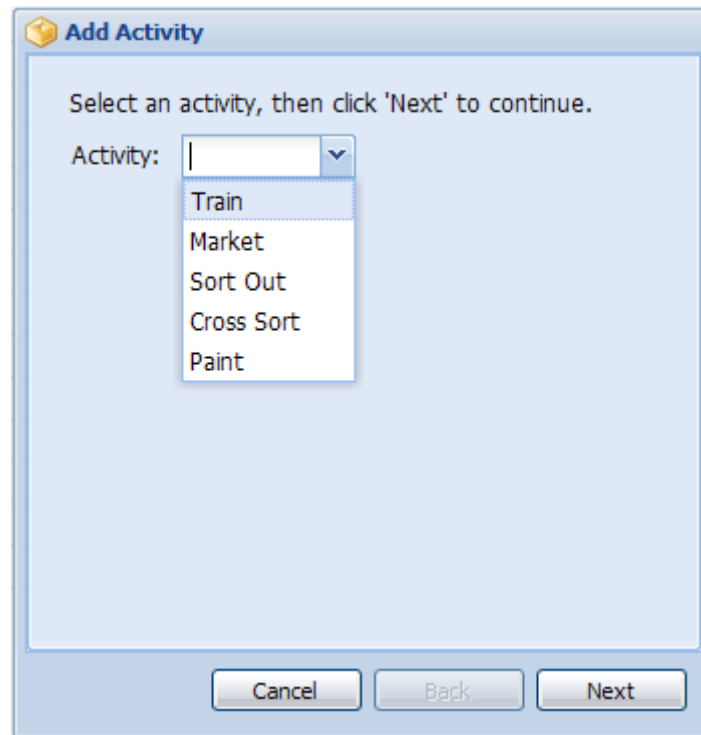 Add Activity
Select an activity, then click 'Next' to continue.
Activity:
Train
Market
Sort Out
Cross Sort
Paint
Cancel Back Next